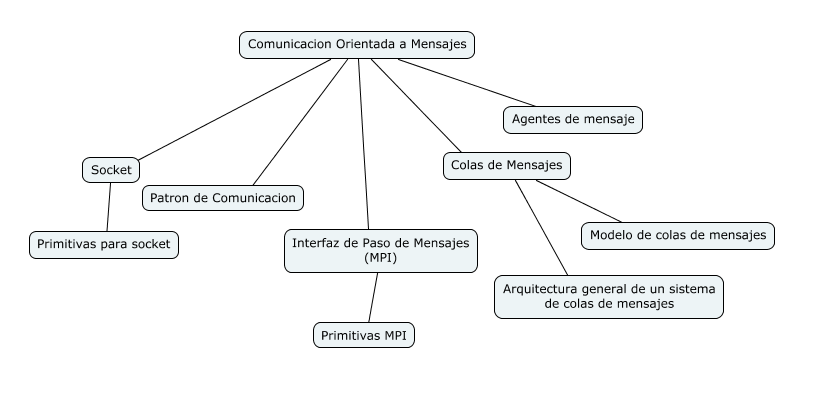 Comunicacion Orientada a Mensajes
Agentes de mensaje
Colas de Mensajes
Socket
Patron de Comunicacion
Primitivas para socket
Interfaz de Paso de Mensajes
(MPI)
Modelo de colas de mensajes
Arquitectura general de un sistema
de colas de mensajes
Primitivas MPI